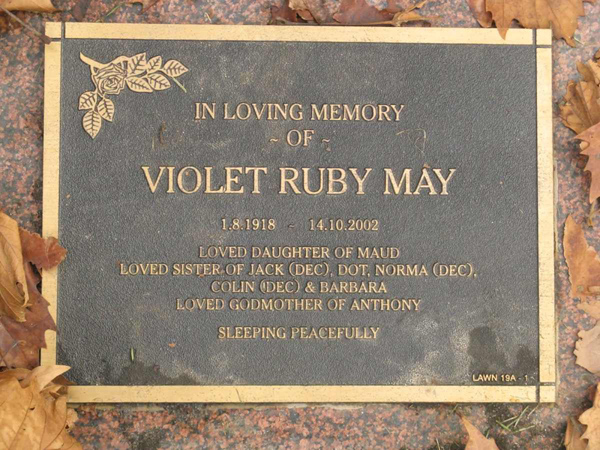 IN LOVING MEMORY
~ OF ~
VIOLET RUBY MAY
1.8.1918 - 14.10.2002
LOVED DAUGHTER OF MAUD
LOVED SISTER OF JACK (DEC), DOT, NORMA (DEC),
COLIN (DEC) & BARBARA
LOVED GODMOTHER OF ANTHONY
SLEEPING PEACEFULLY
LAWN 19A - 1